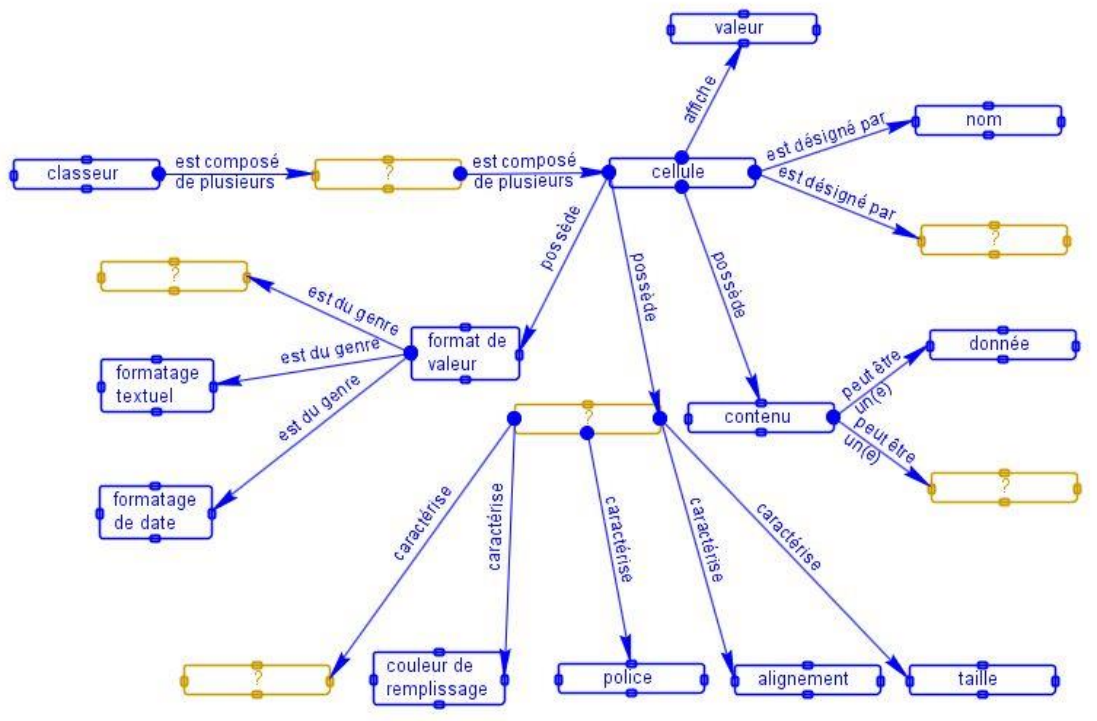 valeur
affiche
nom
est désigné par
classeur
est composé
de plusieurs
?
est composé
de plusieurs
cellule
est désigné par
?
possède
possède
possède
?
est du genre
format de
valeur
est du genre
formatage
textuel
est du genre
donnée
peut être
un(e)
contenu
peut être
un(e)
?
?
formatage
de date
caractérise
caractérise
caractérise
caractérise
caractérise
?
couleur de
remplissage
police
alignement
taille